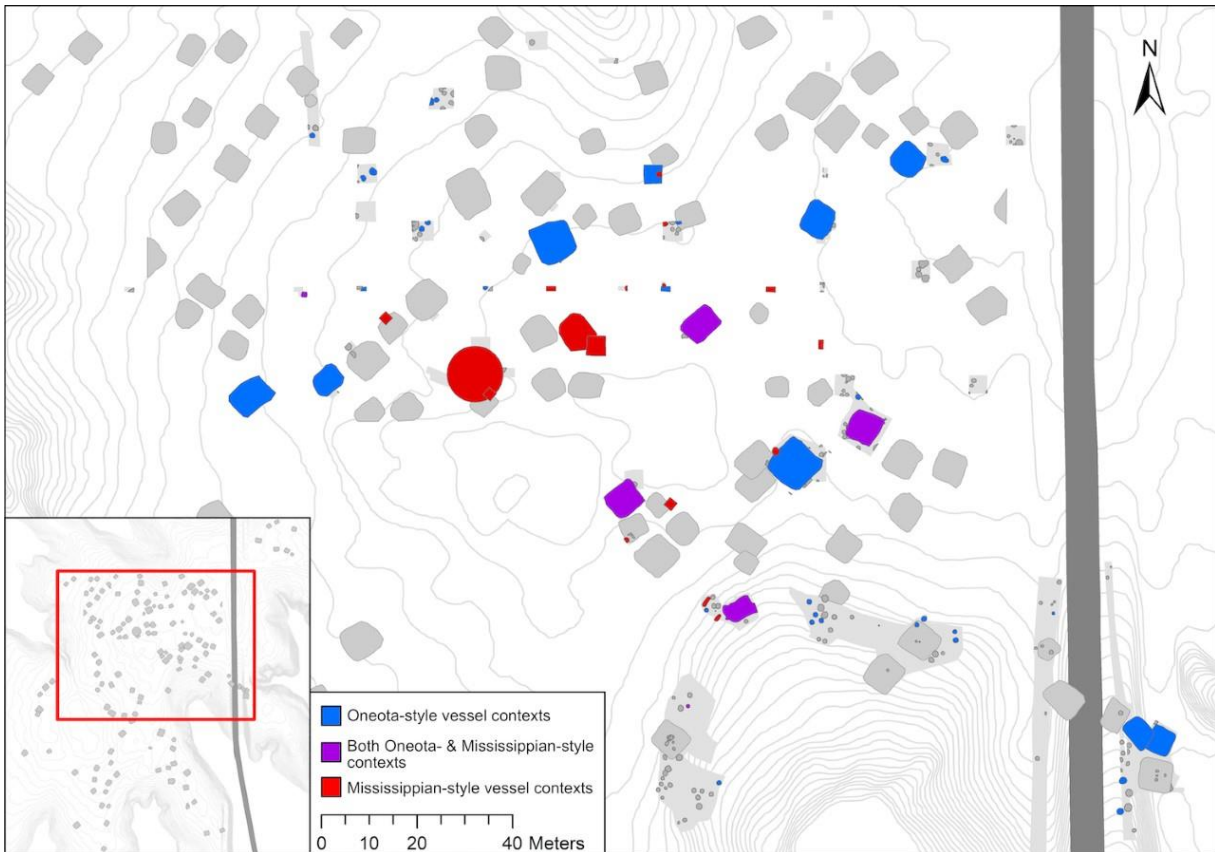 N
Oneota-style vessel contexts
Both Oneota- & Mississippian-style
contexts
Mississippian-style vessel contexts
0 10 20 40 Meters